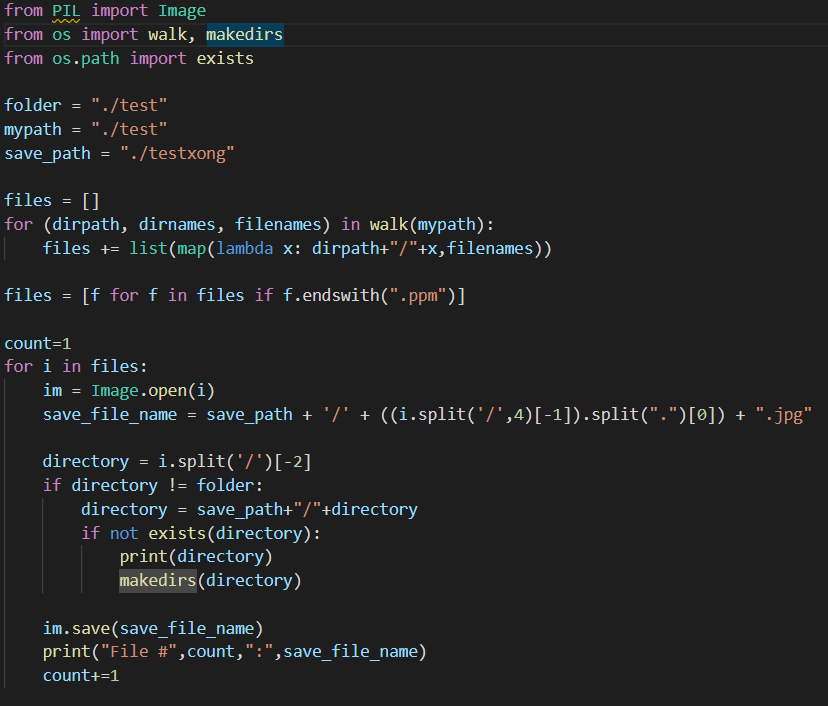 from PIL import Image
from os import walk, makedirs
from os.path import exists
folder = "./test"
mypath = "./test"
save_path = "./testxong"
files = []
for (dirpath, dirnames, filenames) in walk(mypath):
    files += list(map(lambda x: dirpath+"/"+x,filenames))
files = [f for f in files if f.endswith(".ppm")]
count=1
for i in files:
    im = Image.open(i)
    save_file_name = save_path + '/' + ((i.split('/',4)[-1]).split(".")[0]) + ".jpg"
    directory = i.split('/')[-2]
    if directory != folder:
        directory = save_path+"/"+directory
        if not exists(directory):
            print(directory)
            makedirs(directory)
    im.save(save_file_name)
    print("File #",count,":",save_file_name)
    count+=1